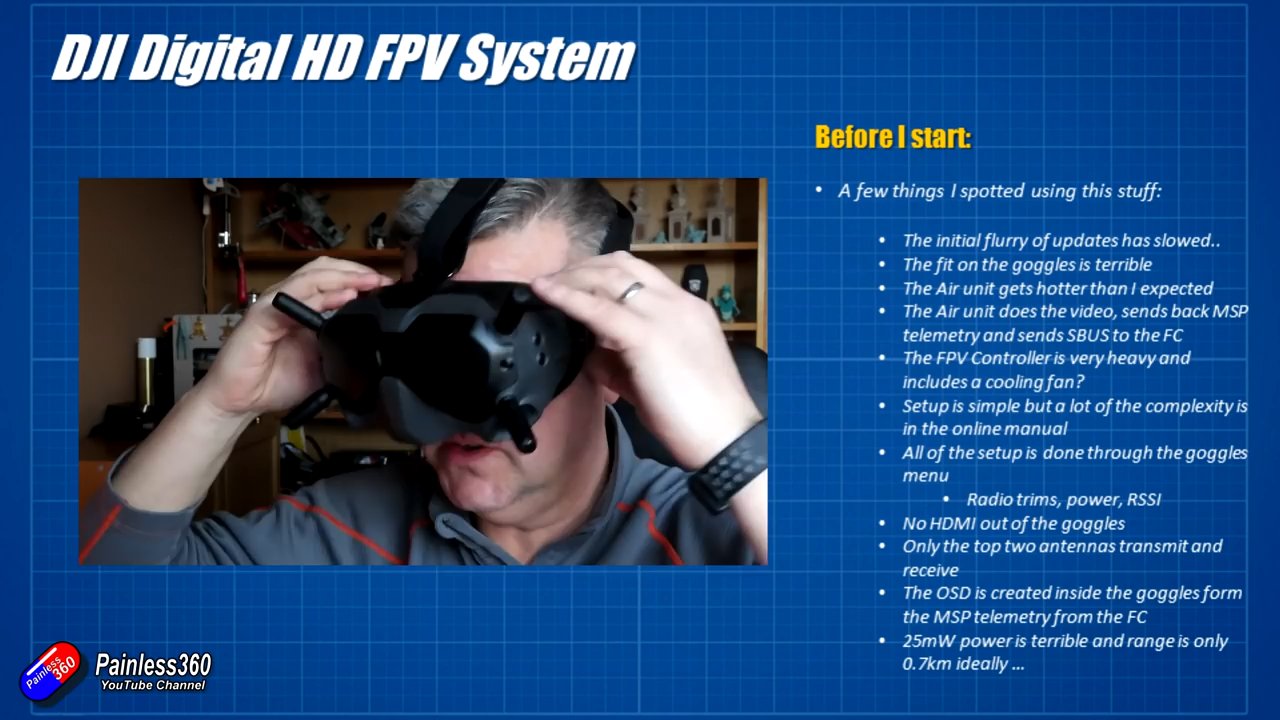 DJI Digital HD FPV System
Before I start:
• A few things I spotted using this stuff:
• The initial flurry of updates has slowed..
• The fit on the goggles is terrible
• The Air unit gets hotter than I expected
• The Air unit does the video, sends back MSP
telemetry and sends SBUS to the FC
• The FPV Controller is very heavy and
includes a cooling fan?
• Setup is simple but a lot of the complexity is
in the online manual
• All of the setup is done through the goggles
menu
• Radio trims, power, RSSI
• No HDMI out of the goggles
• Only the top two antennas transmit and
receive
• The OSD is created inside the goggles form
the MSP telemetry from the FC
• 25mW power is terrible and range is only
0.7km ideally ...
Painless
360
Painless360
YouTube Channel